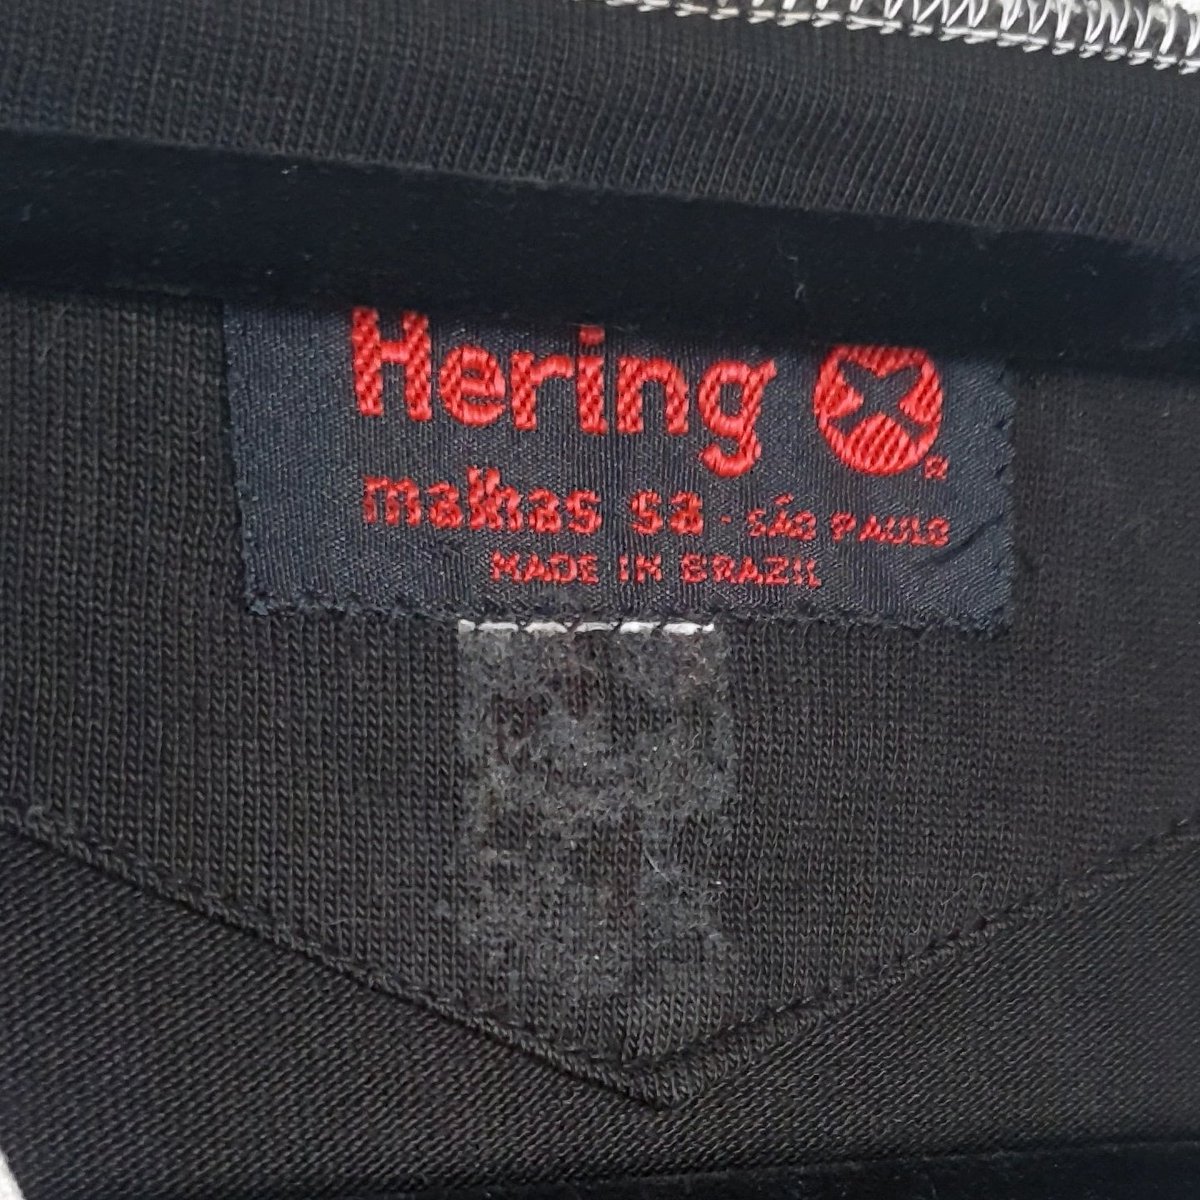 Hering ®
malhas sa - SÃO PAULO
MADE IN BRAZIL